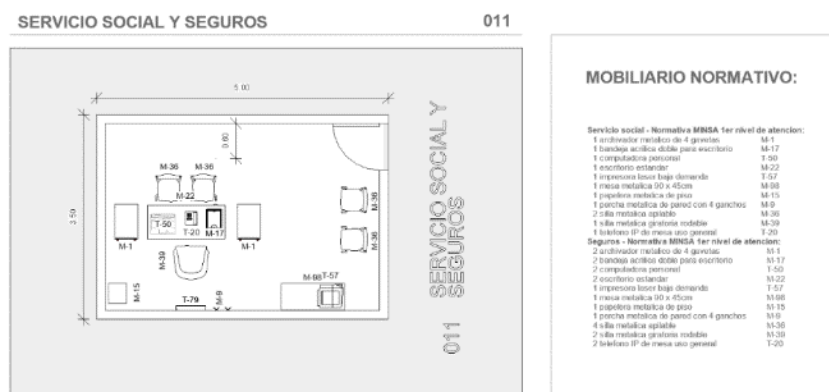 SERVICIO SOCIAL Y SEGUROS 011
5.00
3.50
0.60
M-36 M-36
M-22
T-50
T-20 M-17
M-1
M-1
M-39
M-36
M-36
M-15
T-79
M-9
M-98 T-57
011 SERVICIO SOCIAL Y
SEGUROS
MOBILIARIO NORMATIVO:
Servicio social - Normativa MINSA 1er nivel de atencion:
1 archivador metalico de 4 gavetas M-1
1 bandeja acrilica doble para escritorio M-17
1 computadora personal T-50
1 escritorio estandar M-22
1 impresora laser baja demanda T-57
1 mesa metalica 90 x 45cm M-98
1 papelera metalica de piso M-15
1 percha metalica de pared con 4 ganchos M-9
2 silla metalica apilable M-36
1 silla metalica giratoria rodable M-39
1 telefono IP de mesa uso general T-20
Seguros - Normativa MINSA 1er nivel de atencion:
2 archivador metalico de 4 gavetas M-1
2 bandeja acrilica doble para escritorio M-17
2 computadora personal T-50
2 escritorio estandar M-22
1 impresora laser baja demanda T-57
1 mesa metalica 90 x 45cm M-98
1 papelera metalica de piso M-15
1 percha metalica de pared con 4 ganchos M-9
4 silla metalica apilable M-36
2 silla metalica giratoria rodable M-39
2 telefono IP de mesa uso general T-20